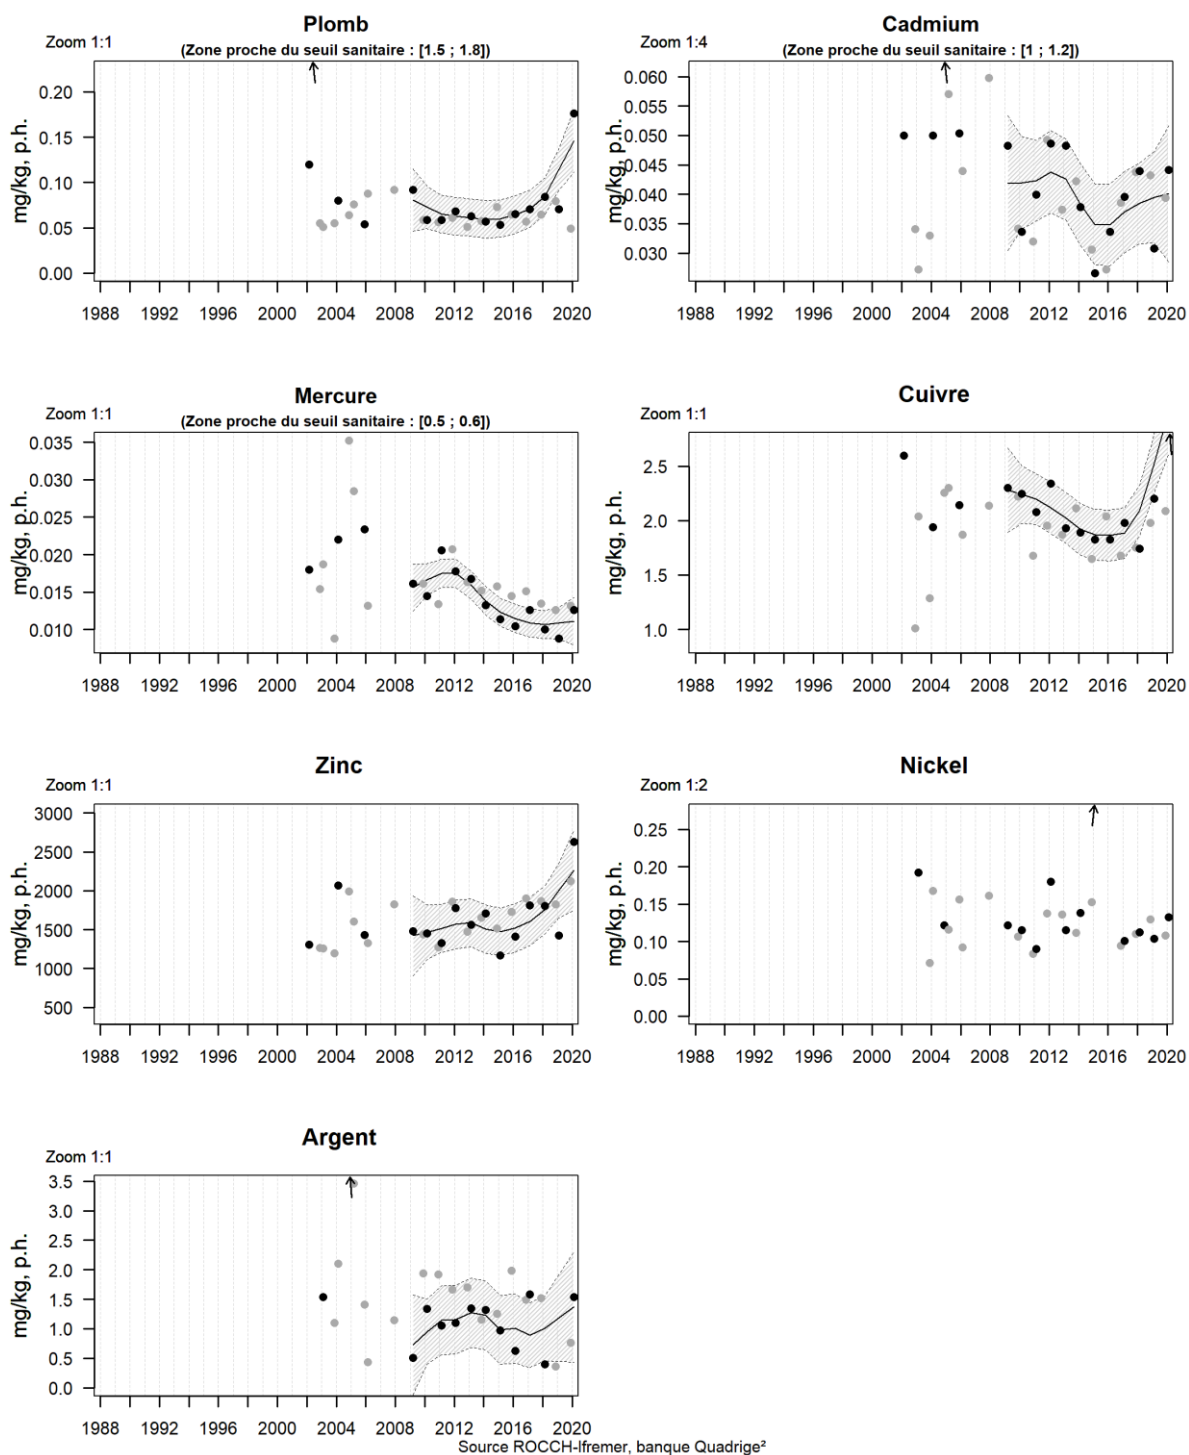 Plomb
Zoom 1:1
(Zone proche du seuil sanitaire : [1.5 ; 1.8])
mg/kg, p.h.
0.20
0.15
0.10
0.05
0.00
1988 1992 1996 2000 2004 2008 2012 2016 2020
Cadmium
Zoom 1:4
(Zone proche du seuil sanitaire : [1 ; 1.2])
mg/kg, p.h.
0.060
0.055
0.050
0.045
0.040
0.035
0.030
1988 1992 1996 2000 2004 2008 2012 2016 2020
Mercure
Zoom 1:1
(Zone proche du seuil sanitaire : [0.5 ; 0.6])
mg/kg, p.h.
0.035
0.030
0.025
0.020
0.015
0.010
1988 1992 1996 2000 2004 2008 2012 2016 2020
Cuivre
Zoom 1:1
mg/kg, p.h.
2.5
2.0
1.5
1.0
1988 1992 1996 2000 2004 2008 2012 2016 2020
Zinc
Zoom 1:1
mg/kg, p.h.
3000
2500
2000
1500
1000
500
1988 1992 1996 2000 2004 2008 2012 2016 2020
Nickel
Zoom 1:2
mg/kg, p.h.
0.25
0.20
0.15
0.10
0.05
0.00
1988 1992 1996 2000 2004 2008 2012 2016 2020
Argent
Zoom 1:1
mg/kg, p.h.
3.5
3.0
2.5
2.0
1.5
1.0
0.5
0.0
1988 1992 1996 2000 2004 2008 2012 2016 2020
Source ROCCH-Ifremer, banque Quadrige²